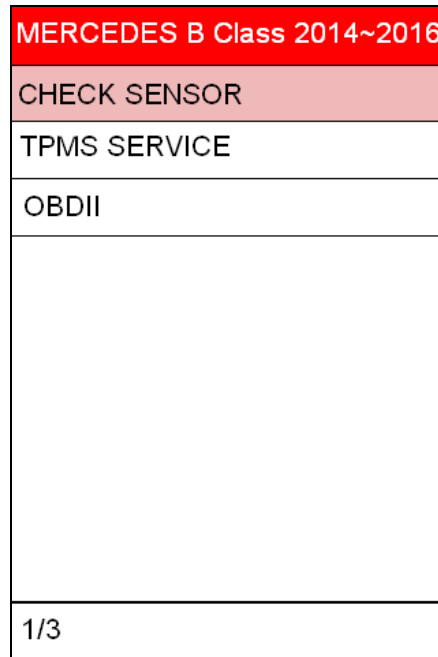 MERCEDES B Class 2014~2016
CHECK SENSOR
TPMS SERVICE
OBDII
1/3